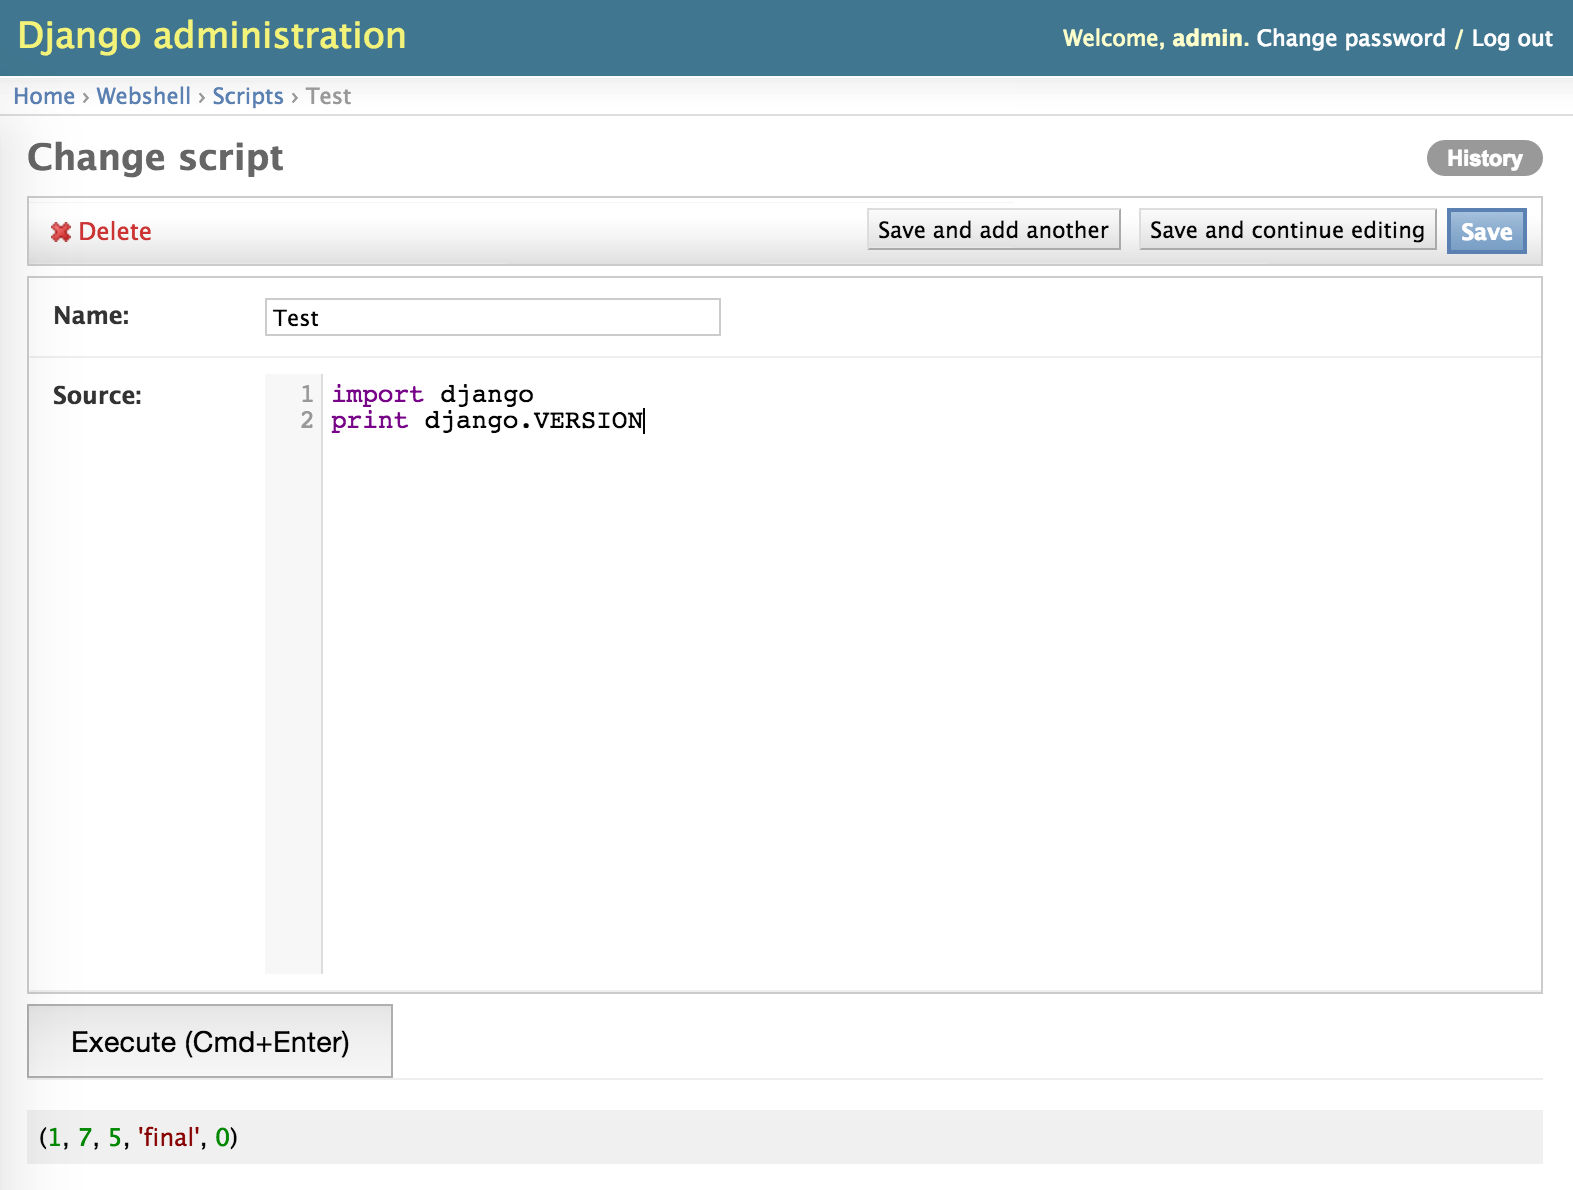 Django administration
Welcome, admin. Change password / Log out
Home › Webshell › Scripts › Test
Change script
History
Delete
Save and add another
Save and continue editing
Save
Name:
Test
Source:
1 import django
2 print django.VERSION
Execute (Cmd+Enter)
(1, 7, 5, 'final', 0)